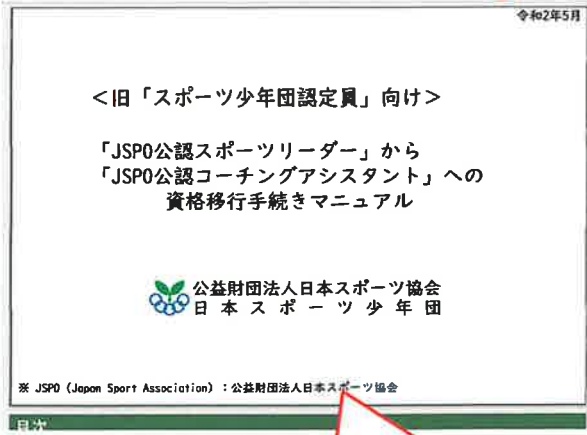 令和2年5月
<旧「スポーツ少年団認定員」向け>
「JSPO公認スポーツリーダー」から
「JSPO公認コーチングアシスタント」への
資格移行手続きマニュアル
公益財団法人日本スポーツ協会
日本スポーツ少年団
※ JSPO (Japan Sport Association) :公益財団法人日本スポーツ協会
目次